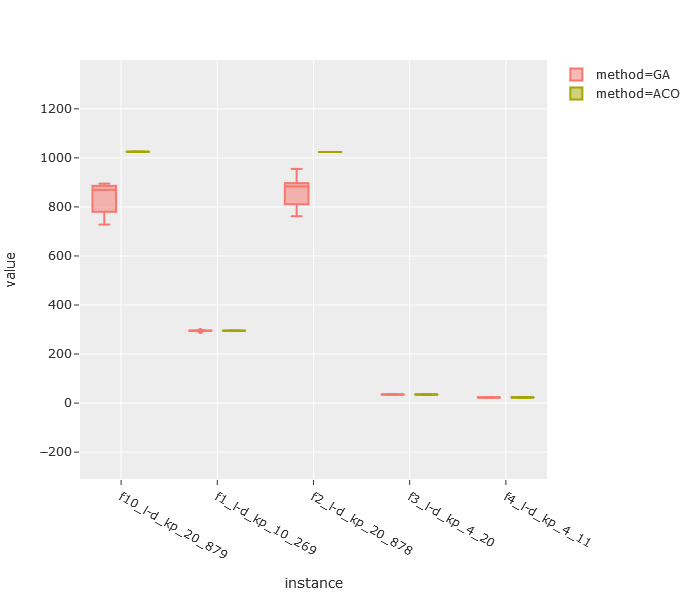 method=GA
method=ACO
1200
1000
800
600
400
200
0
−200
value
f10_l-d_kp_20_879
f1_l-d_kp_10_269
f2_l-d_kp_20_878
f3_l-d_kp_4_20
f4_l-d_kp_4_11
instance